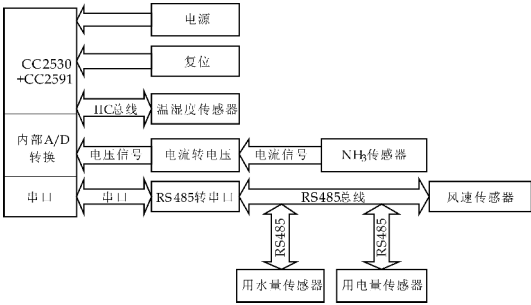 电源
CC2530
+CC2591
复位
IIC总线
温湿度传感器
内部A/D
转换
电压信号
电流转电压
电流信号
NH3传感器
串口
串口
RS485转串口
RS485总线
风速传感器
RS485
RS485
用水量传感器
用电量传感器